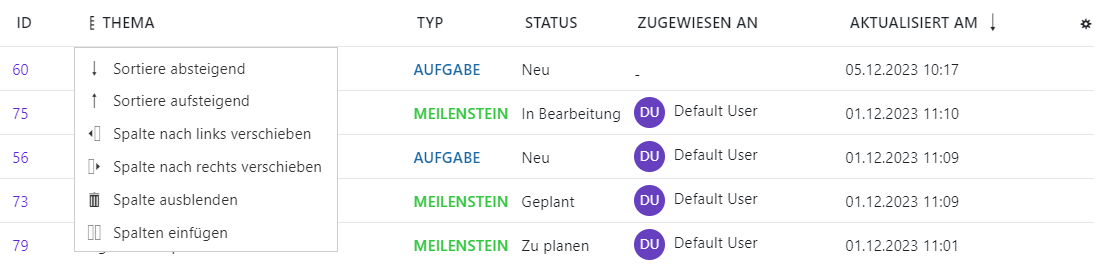 ID THEMA TYP STATUS ZUGEWIESEN AN AKTUALISIERT AM
60 AUFGABE Neu - 05.12.2023 10:17
Sortiere absteigend
Sortiere aufsteigend
75 MEILENSTEIN In Bearbeitung DU Default User 01.12.2023 11:10
Spalte nach links verschieben
56 AUFGABE Neu DU Default User 01.12.2023 11:09
Spalte nach rechts verschieben
73 MEILENSTEIN Geplant DU Default User 01.12.2023 11:09
Spalte ausblenden
Spalten einfügen
79 MEILENSTEIN Zu planen DU Default User 01.12.2023 11:01